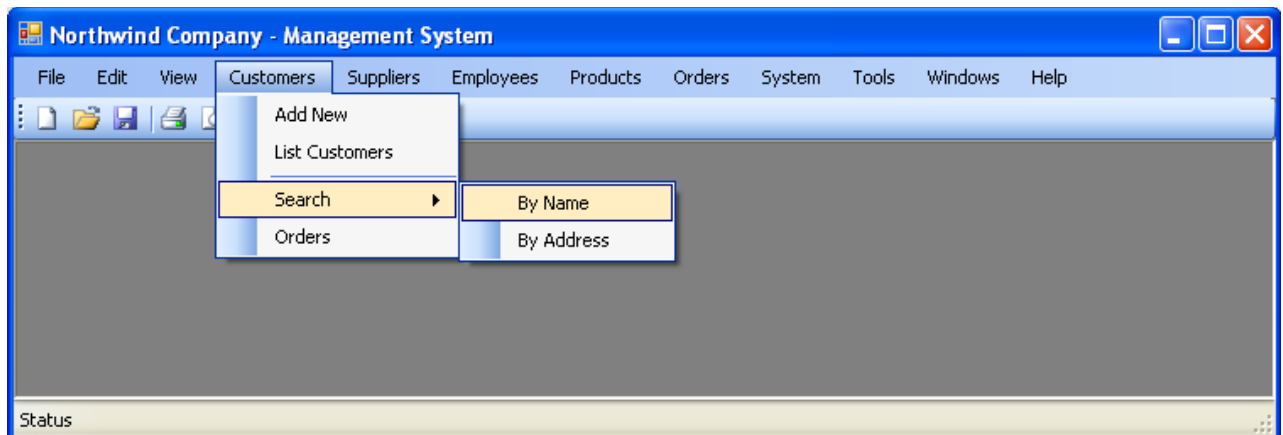 Northwind Company - Management System
File Edit View Customers Suppliers Employees Products Orders System Tools Windows Help
Add New
List Customers
Search
By Name
Orders
By Address
Status